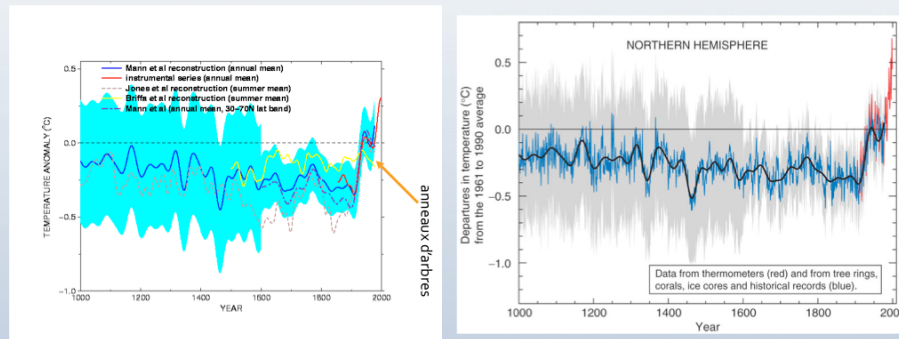 0.5
0.0
−0.5
−1.0
TEMPERATURE ANOMALY (°C)
Mann et al reconstruction (annual mean)
instrumental series (annual mean)
Jones et al reconstruction (summer mean)
Briffa et al reconstruction (summer mean)
Mann et al (annual mean, 30−70N lat band)
1000
1200
1400
1600
1800
2000
YEAR
anneaux d'arbres
Departures in temperature (°C)
from the 1961 to 1990 average
NORTHERN HEMISPHERE
0.5
0.0
−0.5
−1.0
Data from thermometers (red) and from tree rings,
corals, ice cores and historical records (blue).
1000
1200
1400
1600
1800
200
Year